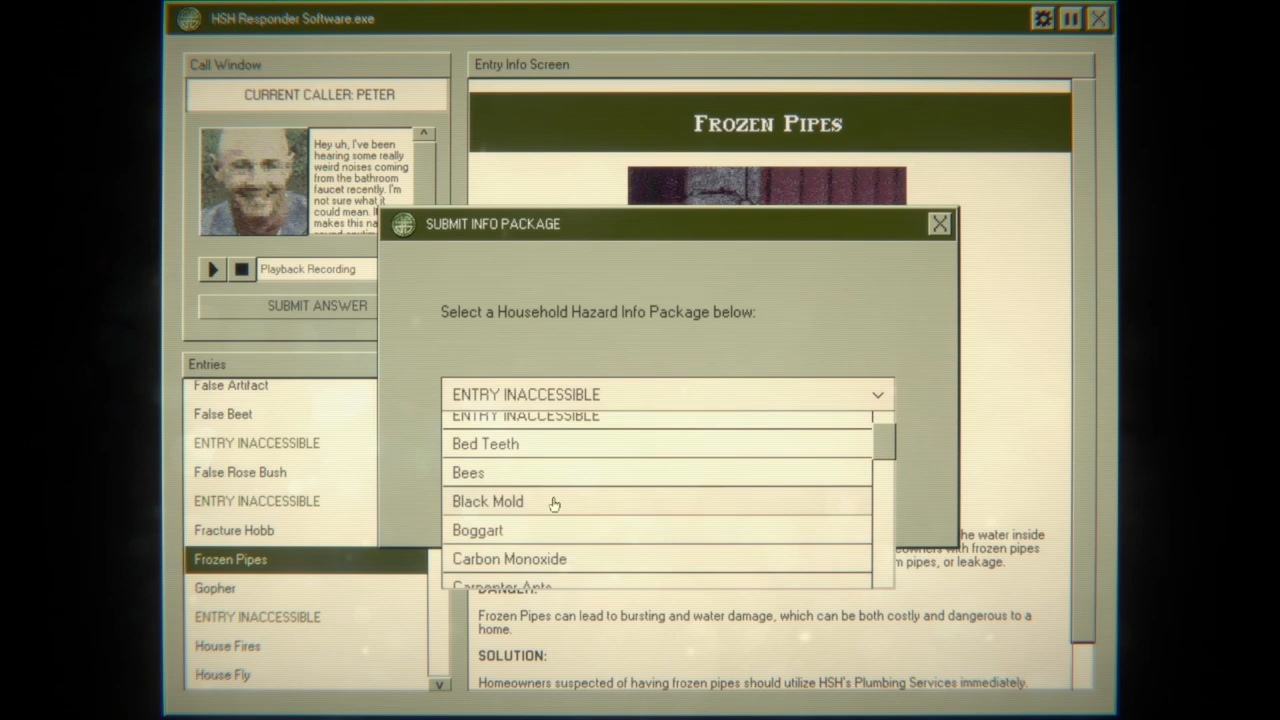 HSH Responder Software.exe
Call Window
CURRENT CALLER: PETER
Hey uh, I've been
hearing some really
weird noises coming
from the bathroom
faucet recently. I'm
not sure what it
could mean.
makes this
Playback Recording
SUBMIT ANSWER
Entries
False Artifact
False Beet
ENTRY INACCESSIBLE
False Rose Bush
ENTRY INACCESSIBLE
Fracture Hobb
Frozen Pipes
Gopher
ENTRY INACCESSIBLE
House Fires
House Fly
Entry Info Screen
FROZEN PIPES
SUBMIT INFO PACKAGE
Select a Household Hazard Info Package below:
ENTRY INACCESSIBLE
ENTRY INACCESSIBLE
Bed Teeth
Bees
Black Mold
Boggart
Carbon Monoxide
Carpenter Ants
the water inside
with frozen pipes
pipes, or leakage.
DANGER:
Frozen Pipes can lead to bursting and water damage, which can be both costly and dangerous to a
home.
SOLUTION:
Homeowners suspected of having frozen pipes should utilize HSH's Plumbing Services immediately.